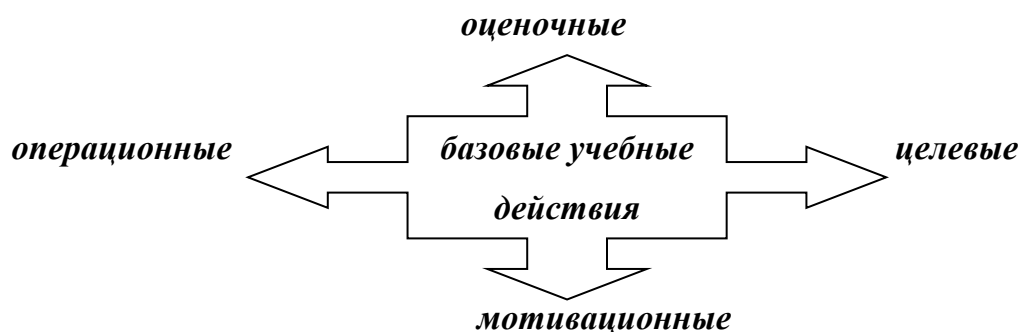 оценочные
операционные
базовые учебные
целевые
действия
мотивационные